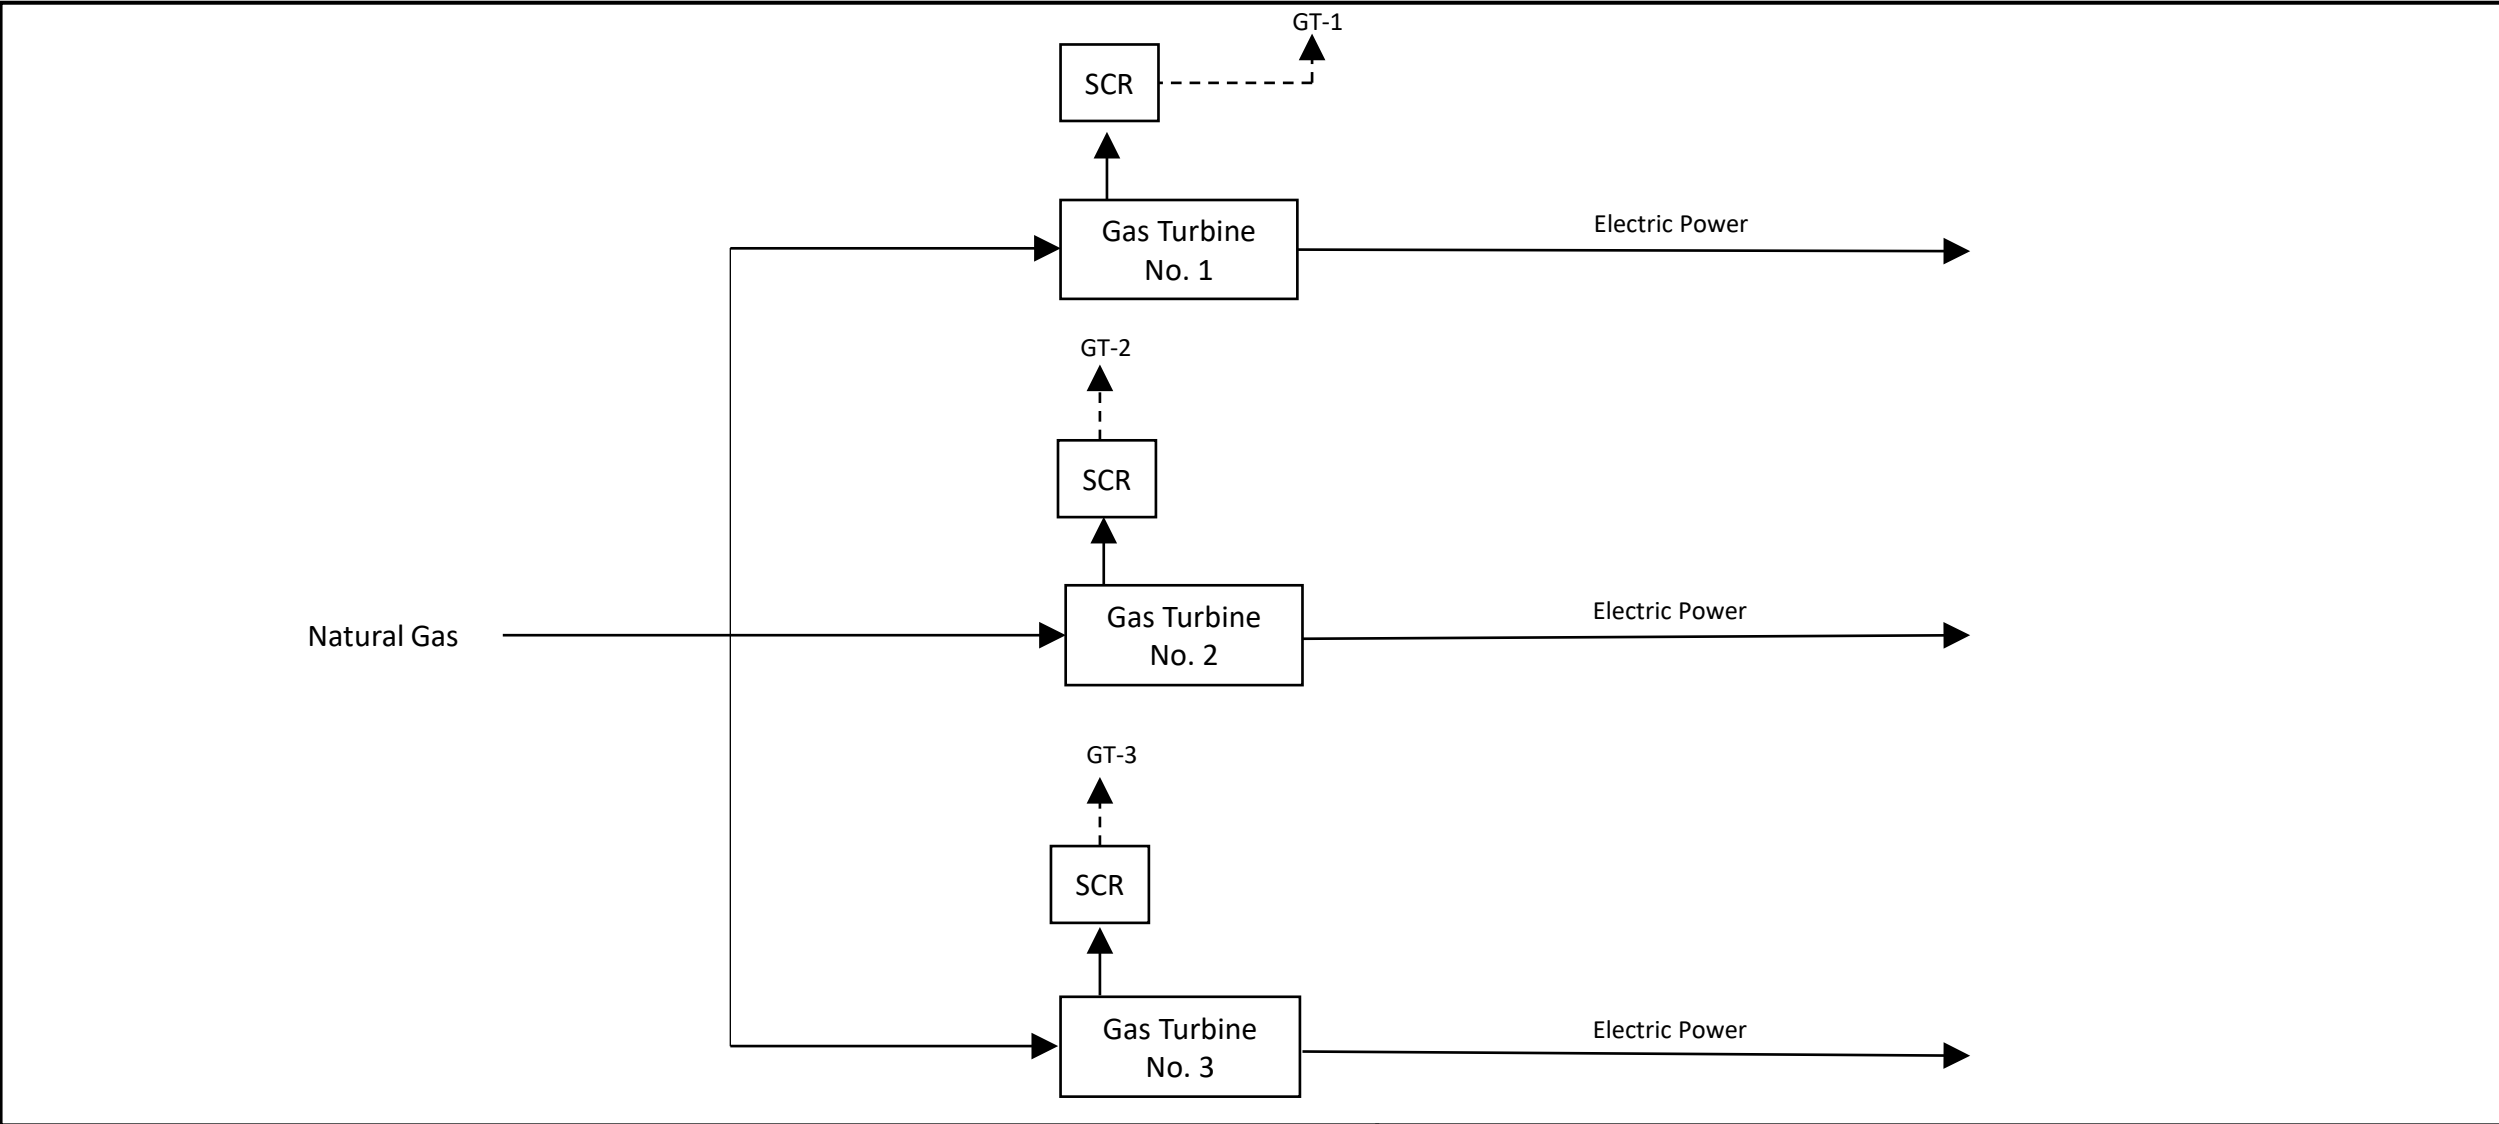 GT-1
SCR
Gas Turbine
No. 1
Electric Power
GT-2
SCR
Natural Gas
Gas Turbine
No. 2
Electric Power
GT-3
SCR
Gas Turbine
No. 3
Electric Power